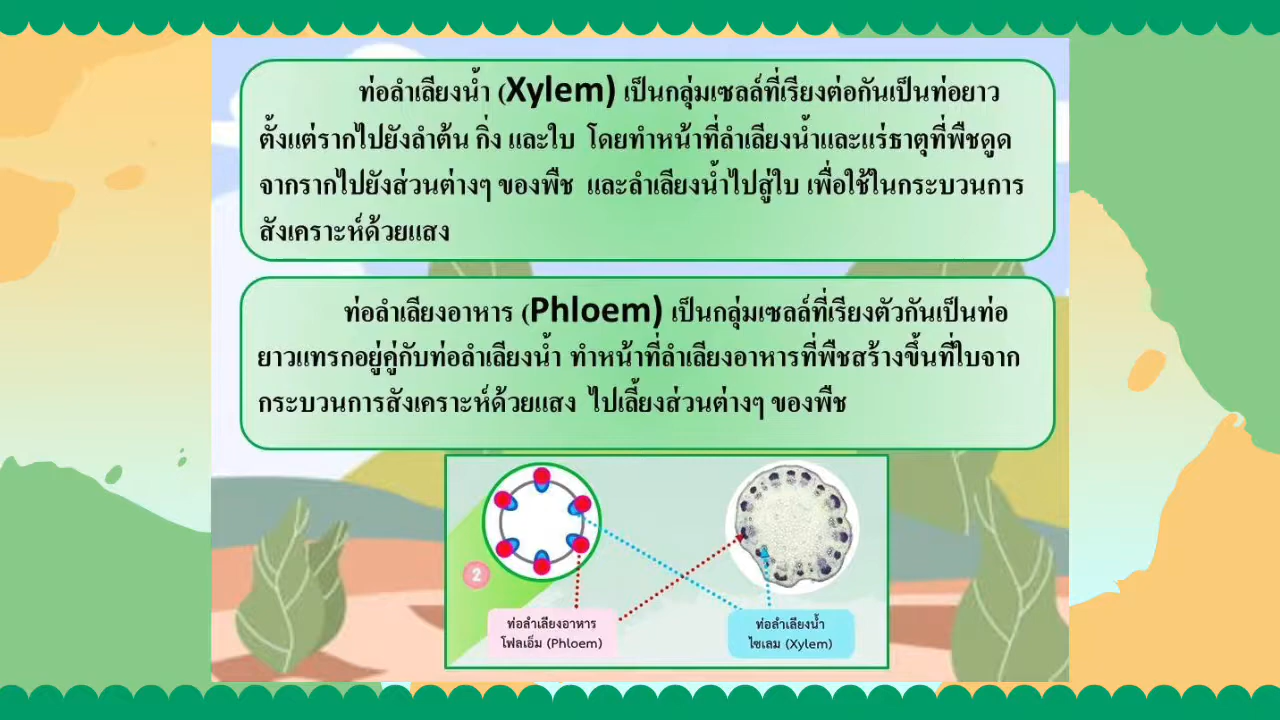 ท่อลำเลียงน้ำ (Xylem) เป็นกลุ่มเซลล์ที่เรียงต่อกันเป็นท่อยาว
ตั้งแต่รากไปยังลำต้น กิ่ง และใบ โดยทำหน้าที่ลำเลียงน้ำและแร่ธาตุที่พืชดูด
จากรากไปยังส่วนต่างๆ ของพืช และลำเลียงน้ำไปสู่ใบ เพื่อใช้ในกระบวนการ
สังเคราะห์ด้วยแสง
ท่อลำเลียงอาหาร (Phloem) เป็นกลุ่มเซลล์ที่เรียงตัวกันเป็นท่อ
ยาวแทรกอยู่คู่กับท่อลำเลียงน้ำ ทำหน้าที่ลำเลียงอาหารที่พืชสร้างขึ้นที่ใบจาก
กระบวนการสังเคราะห์ด้วยแสง ไปเลี้ยงส่วนต่างๆ ของพืช
2
ท่อลำเลียงอาหาร
โฟลเอ็ม (Phloem)
ท่อลำเลียงน้ำ
ไซเลม (Xylem)